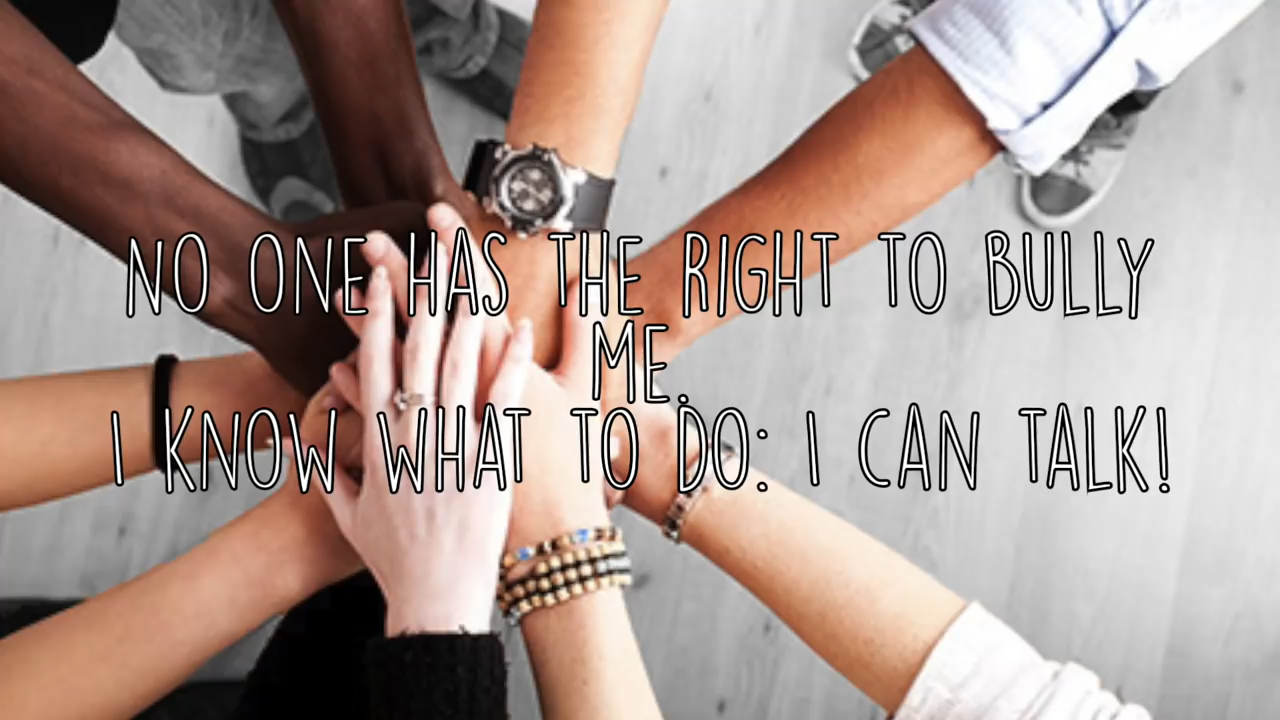 NO ONE HAS THE RIGHT TO BULLY
ME.
I KNOW WHAT TO DO: I CAN TALK!